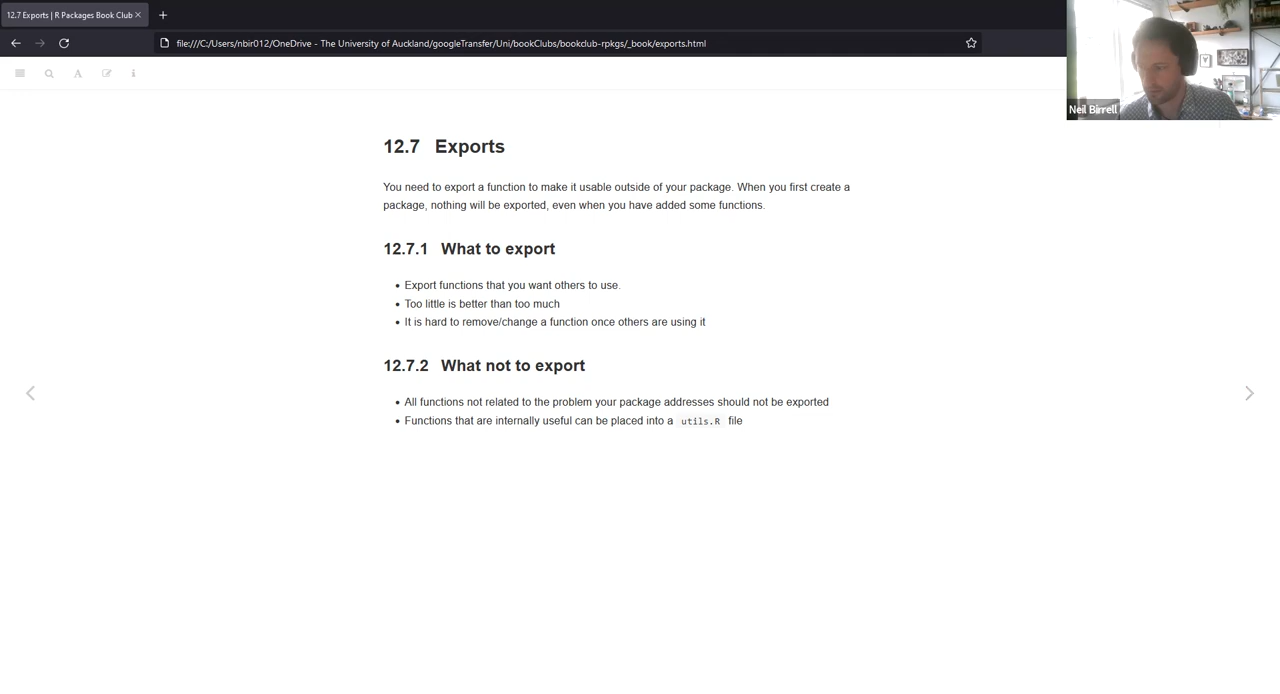 12.7 Exports | R Packages Book Club
file:///C:/Users/nbir012/OneDrive - The University of Auckland/googleTransfer/Uni/bookClubs/bookclub-rpkgs/_book/exports.html
Neil Birrell
12.7 Exports
You need to export a function to make it usable outside of your package. When you first create a
package, nothing will be exported, even when you have added some functions.
12.7.1 What to export
• Export functions that you want others to use.
• Too little is better than too much
• It is hard to remove/change a function once others are using it
12.7.2 What not to export
• All functions not related to the problem your package addresses should not be exported
• Functions that are internally useful can be placed into a utils.R file